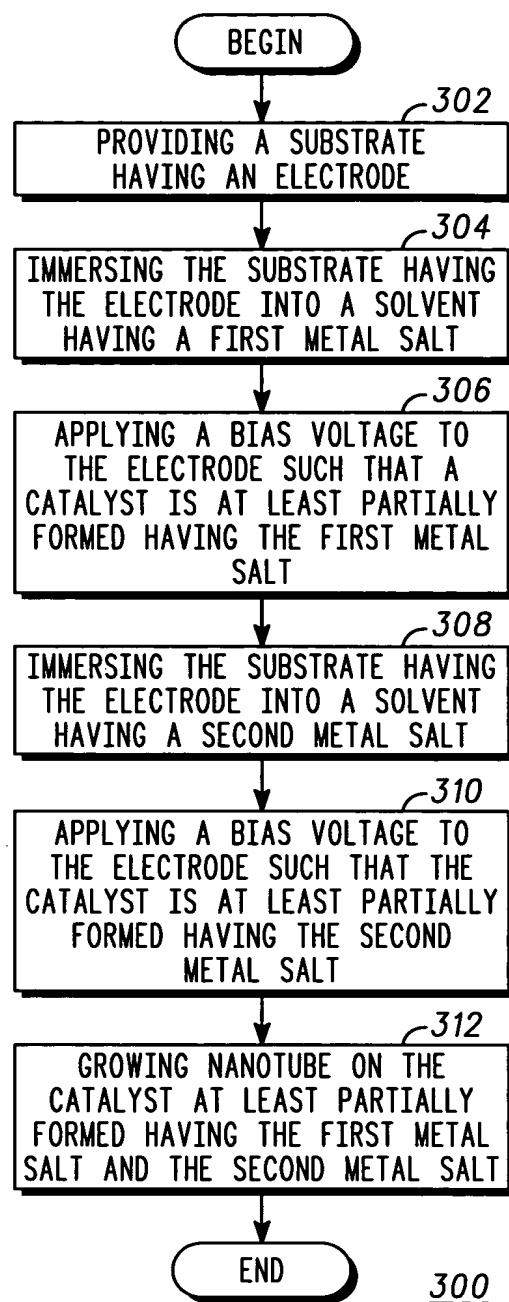 BEGIN
302
PROVIDING A SUBSTRATE
HAVING AN ELECTRODE
304
IMMERSING THE SUBSTRATE HAVING
THE ELECTRODE INTO A SOLVENT
HAVING A FIRST METAL SALT
306
APPLYING A BIAS VOLTAGE TO
THE ELECTRODE SUCH THAT A
CATALYST IS AT LEAST PARTIALLY
FORMED HAVING THE FIRST METAL
SALT
308
IMMERSING THE SUBSTRATE HAVING
THE ELECTRODE INTO A SOLVENT
HAVING A SECOND METAL SALT
310
APPLYING A BIAS VOLTAGE TO
THE ELECTRODE SUCH THAT THE
CATALYST IS AT LEAST PARTIALLY
FORMED HAVING THE SECOND
METAL SALT
312
GROWING NANOTUBE ON THE
CATALYST AT LEAST PARTIALLY
FORMED HAVING THE FIRST METAL
SALT AND THE SECOND METAL SALT
END
300